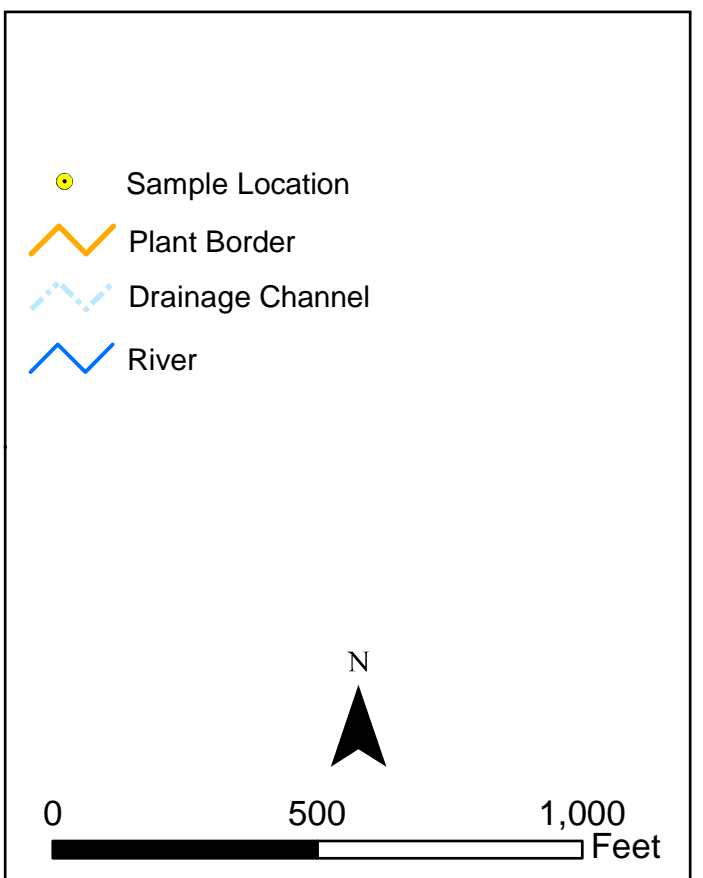 Sample Location
Plant Border
Drainage Channel
River
N
0 500 1,000
Feet